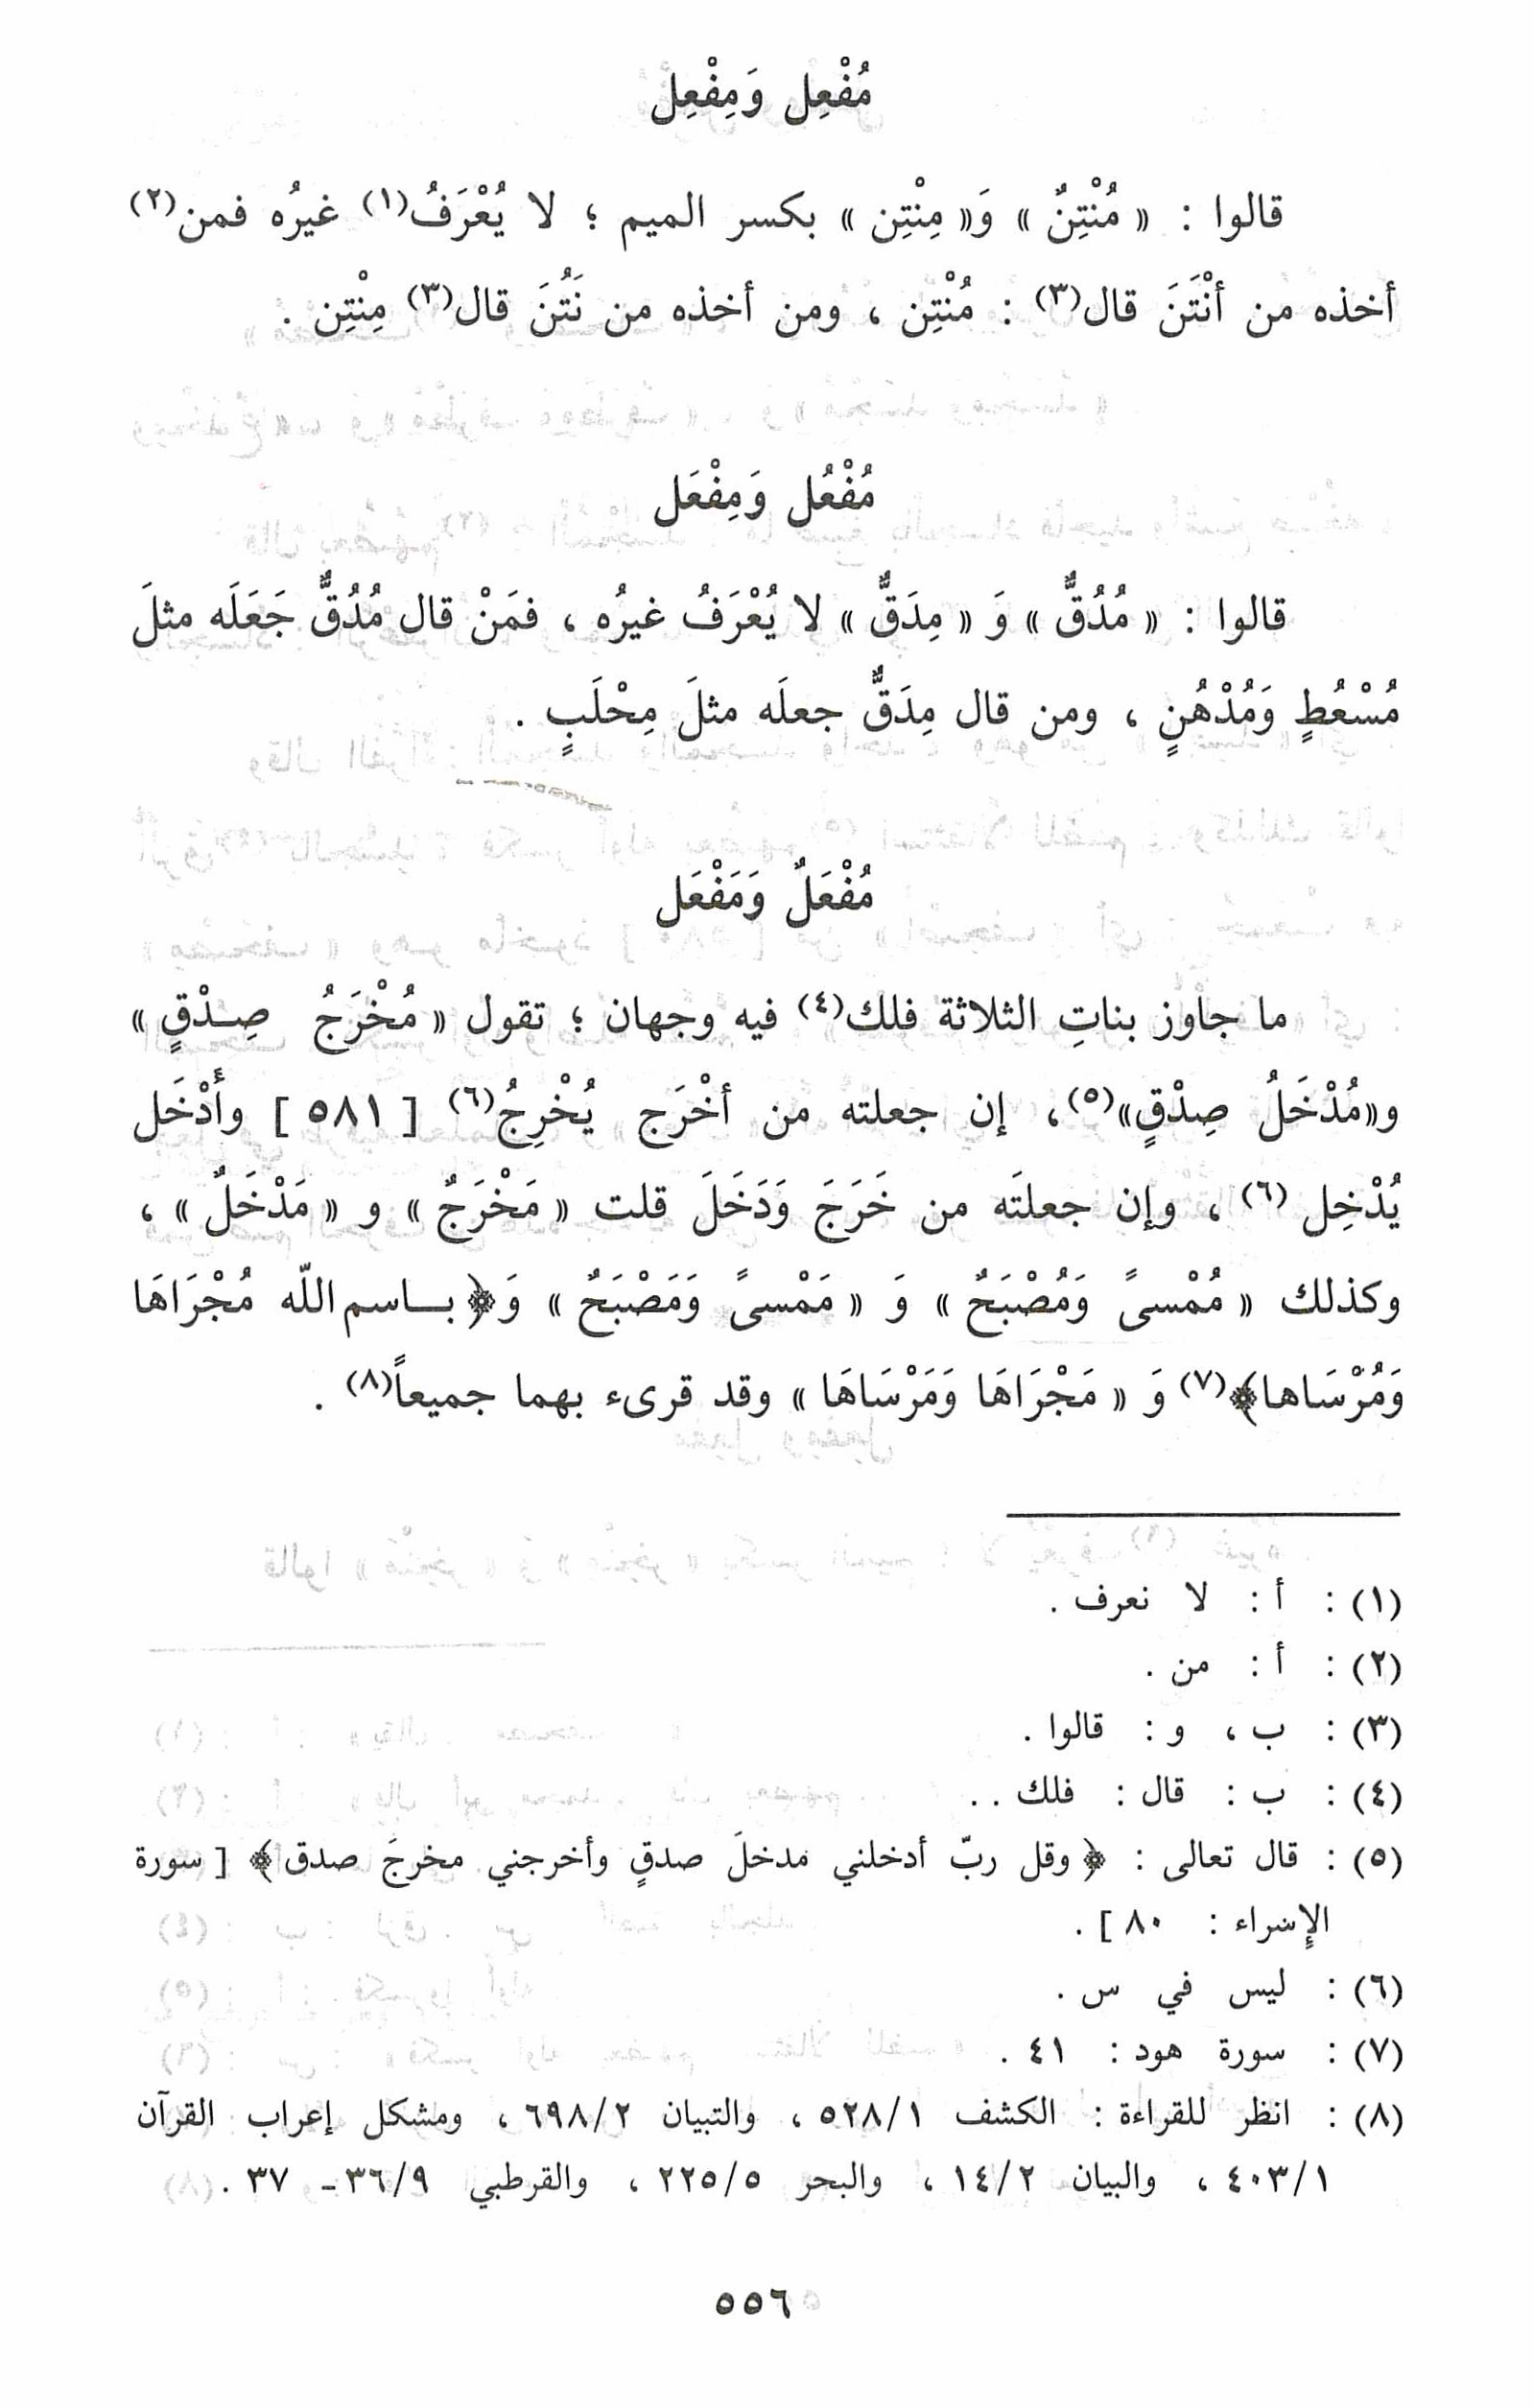 مُفْعِل وَمِفْعِل
قالوا : « مُنْتِنٌ » وَ« مِنْتِن » بكسر الميم ؛ لا يُعْرَفُ(١) غيرُه فمن(٢)
أخذه من أنْتَنَ قال(٣) : مُنْتِن ، ومن أخذه من نَتُنَ قال(٣) مِنْتِن .
مُفْعُل وَمِفْعَل
قالوا : « مُدُقٌّ » وَ « مِدَقٌّ » لا يُعْرَفُ غيرُه ، فمَنْ قال مُدُقٌّ جَعَلَه مثلَ
مُسْعُطٍ وَمُدْهُنٍ ، ومن قال مِدَقٌّ جعلَه مثلَ مِحْلَبٍ .
مُفْعَلٌ وَمَفْعَل
ما جاوز بناتِ الثلاثة فلك(٤) فيه وجهان ؛ تقول « مُخْرَجُ صِدْقٍ »
و«مُدْخَلُ صِدْقٍ»(٥)، إن جعلته من أخْرَج يُخْرِجُ(٦) [ ٥٨١ ] وأَدْخَل
يُدْخِل (٦) ، وإن جعلتَه من خَرَجَ وَدَخَلَ قلت « مَخْرَجٌ » و « مَدْخَلٌ » ،
وكذلك « مُمْسىً وَمُصْبَحٌ » وَ « مَمْسىً وَمَصْبَحٌ » وَ﴿ بـاسم اللّه مُجْرَاهَا
وَمُرْسَاها﴾(٧) وَ « مَجْرَاهَا وَمَرْسَاهَا » وقد قرىء بهما جميعاً(٨) .
(١) : أ : لا نعرف .
(٢) : أ : من .
(٣) : ب ، و : قالوا .
(٤) : ب : قال : فلك . .
(٥) : قال تعالى : ﴿ وقل ربّ أدخلني مدخلَ صدقٍ وأخرجني مخرجَ صدق ﴾ [ سورة
الإسراء : ٨٠ ] .
(٦) : ليس في س .
(٧) : سورة هود : ٤١ .
(٨) : انظر للقراءة : الكشف ٥٢٨/١ ، والتبيان ٦٩٨/٢ ، ومشكل إعراب القرآن
٤٠٣/١ ، والبيان ١٤/٢ ، والبحر ٢٢٥/٥ ، والقرطبي ٣٦/٩ـ ٣٧ .
٥٥٦